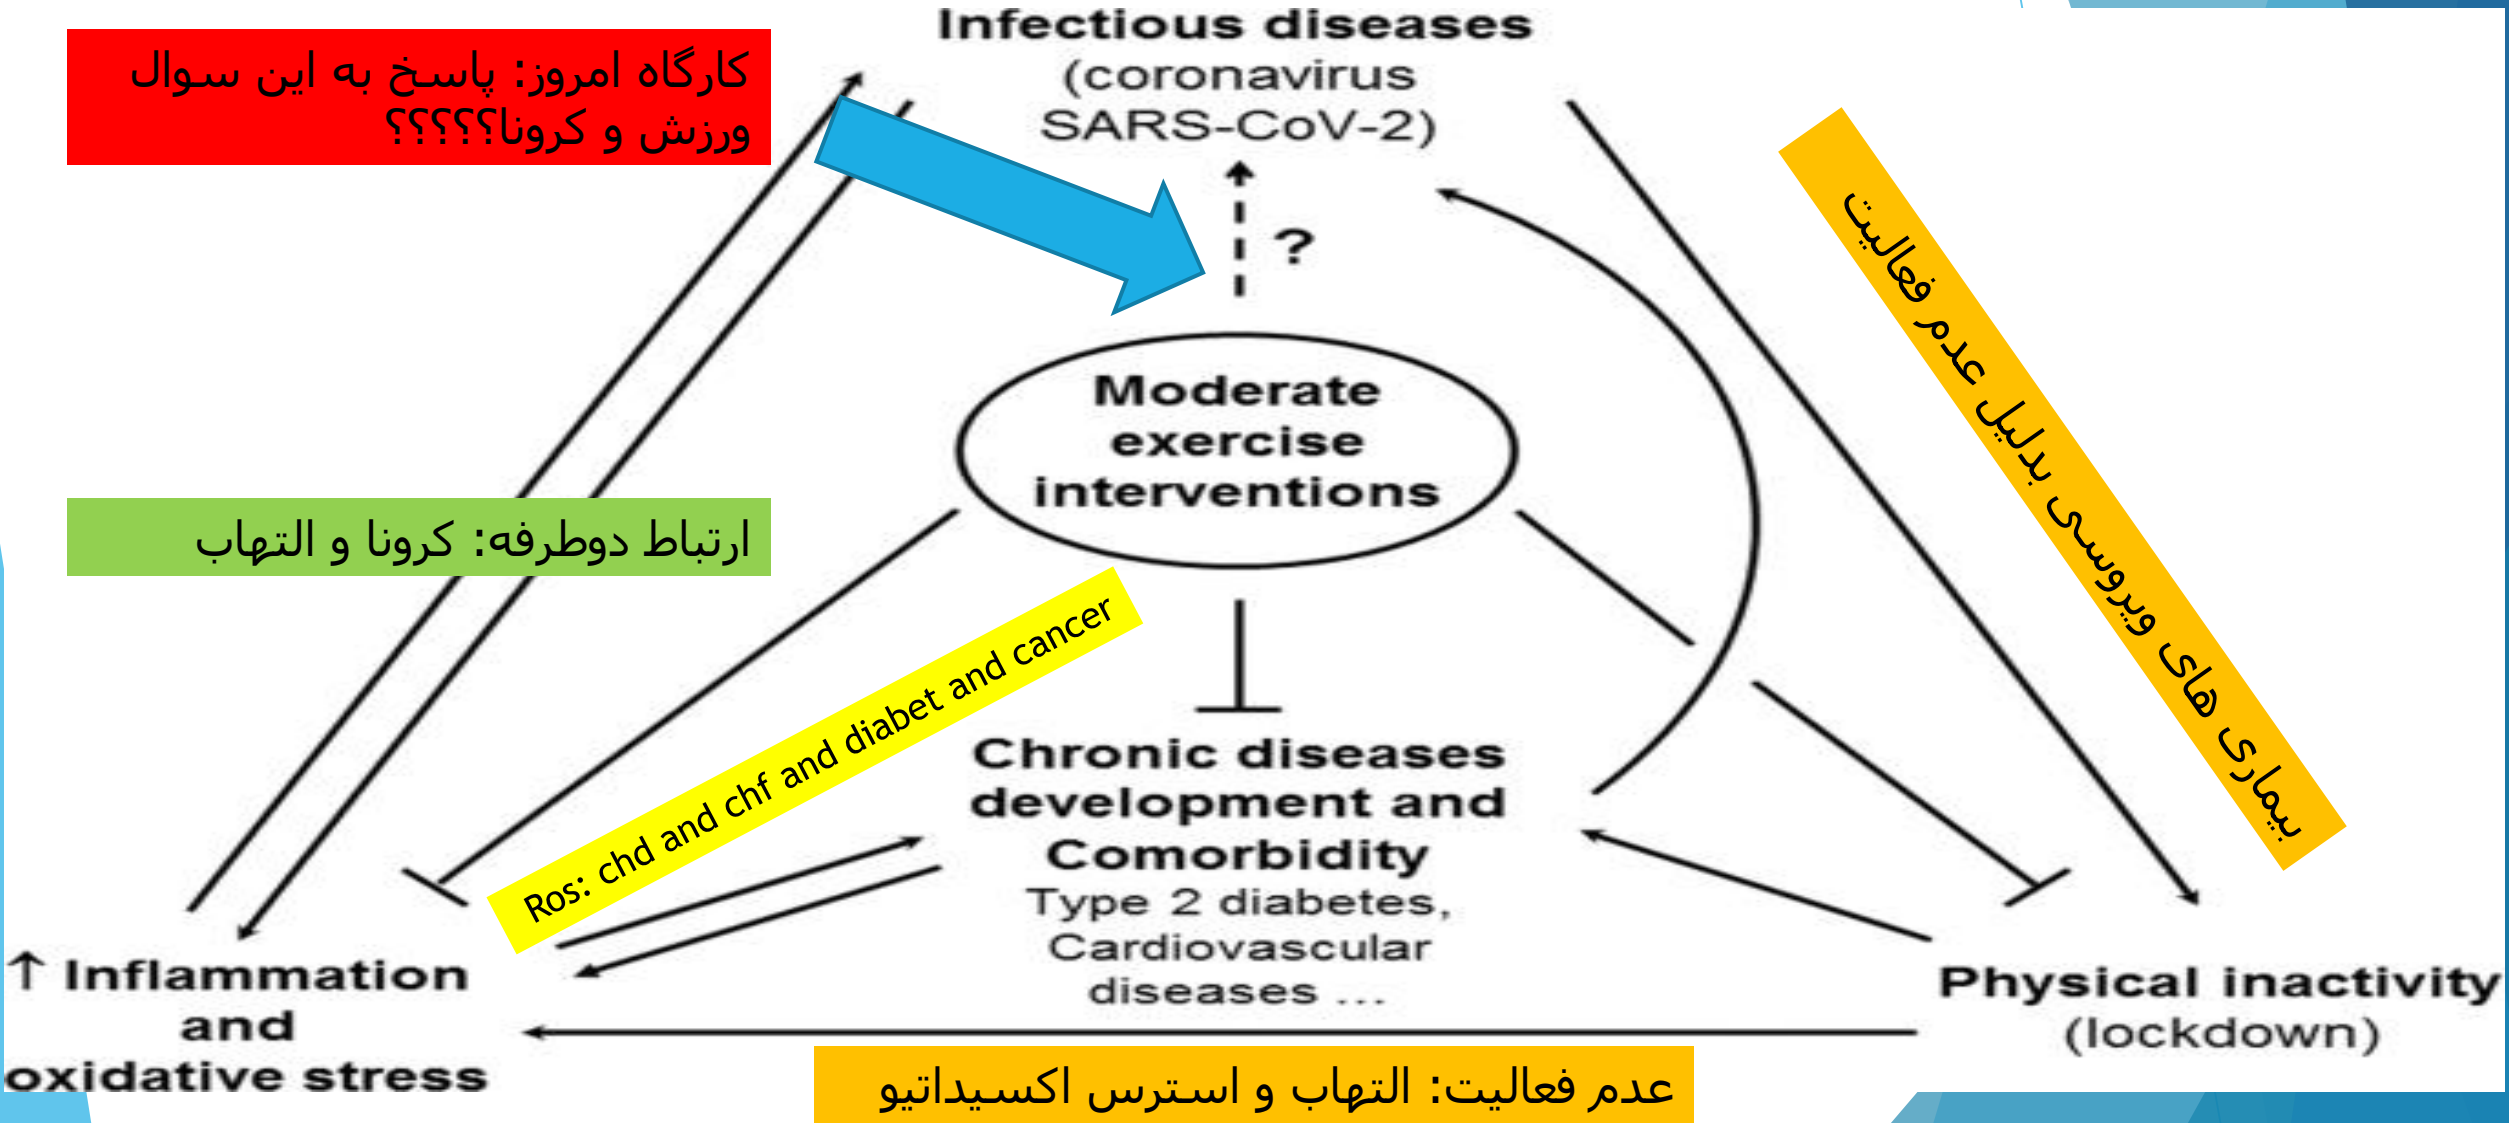 Infectious diseases
(coronavirus
SARS-CoV-2)
کارگاه امروز: پاسخ به این سوال
ورزش و کرونا؟؟؟؟؟
?
بیماری های ویروسی بدلیل عدم فعالیت
Moderate
exercise
interventions
ارتباط دوطرفه: کرونا و التهاب
Ros: chd and chf and diabet and cancer
Chronic diseases
development and
Comorbidity
Type 2 diabetes,
Cardiovascular
diseases ...
↑ Inflammation
and
oxidative stress
Physical inactivity
(lockdown)
عدم فعالیت: التهاب و استرس اکسیداتیو